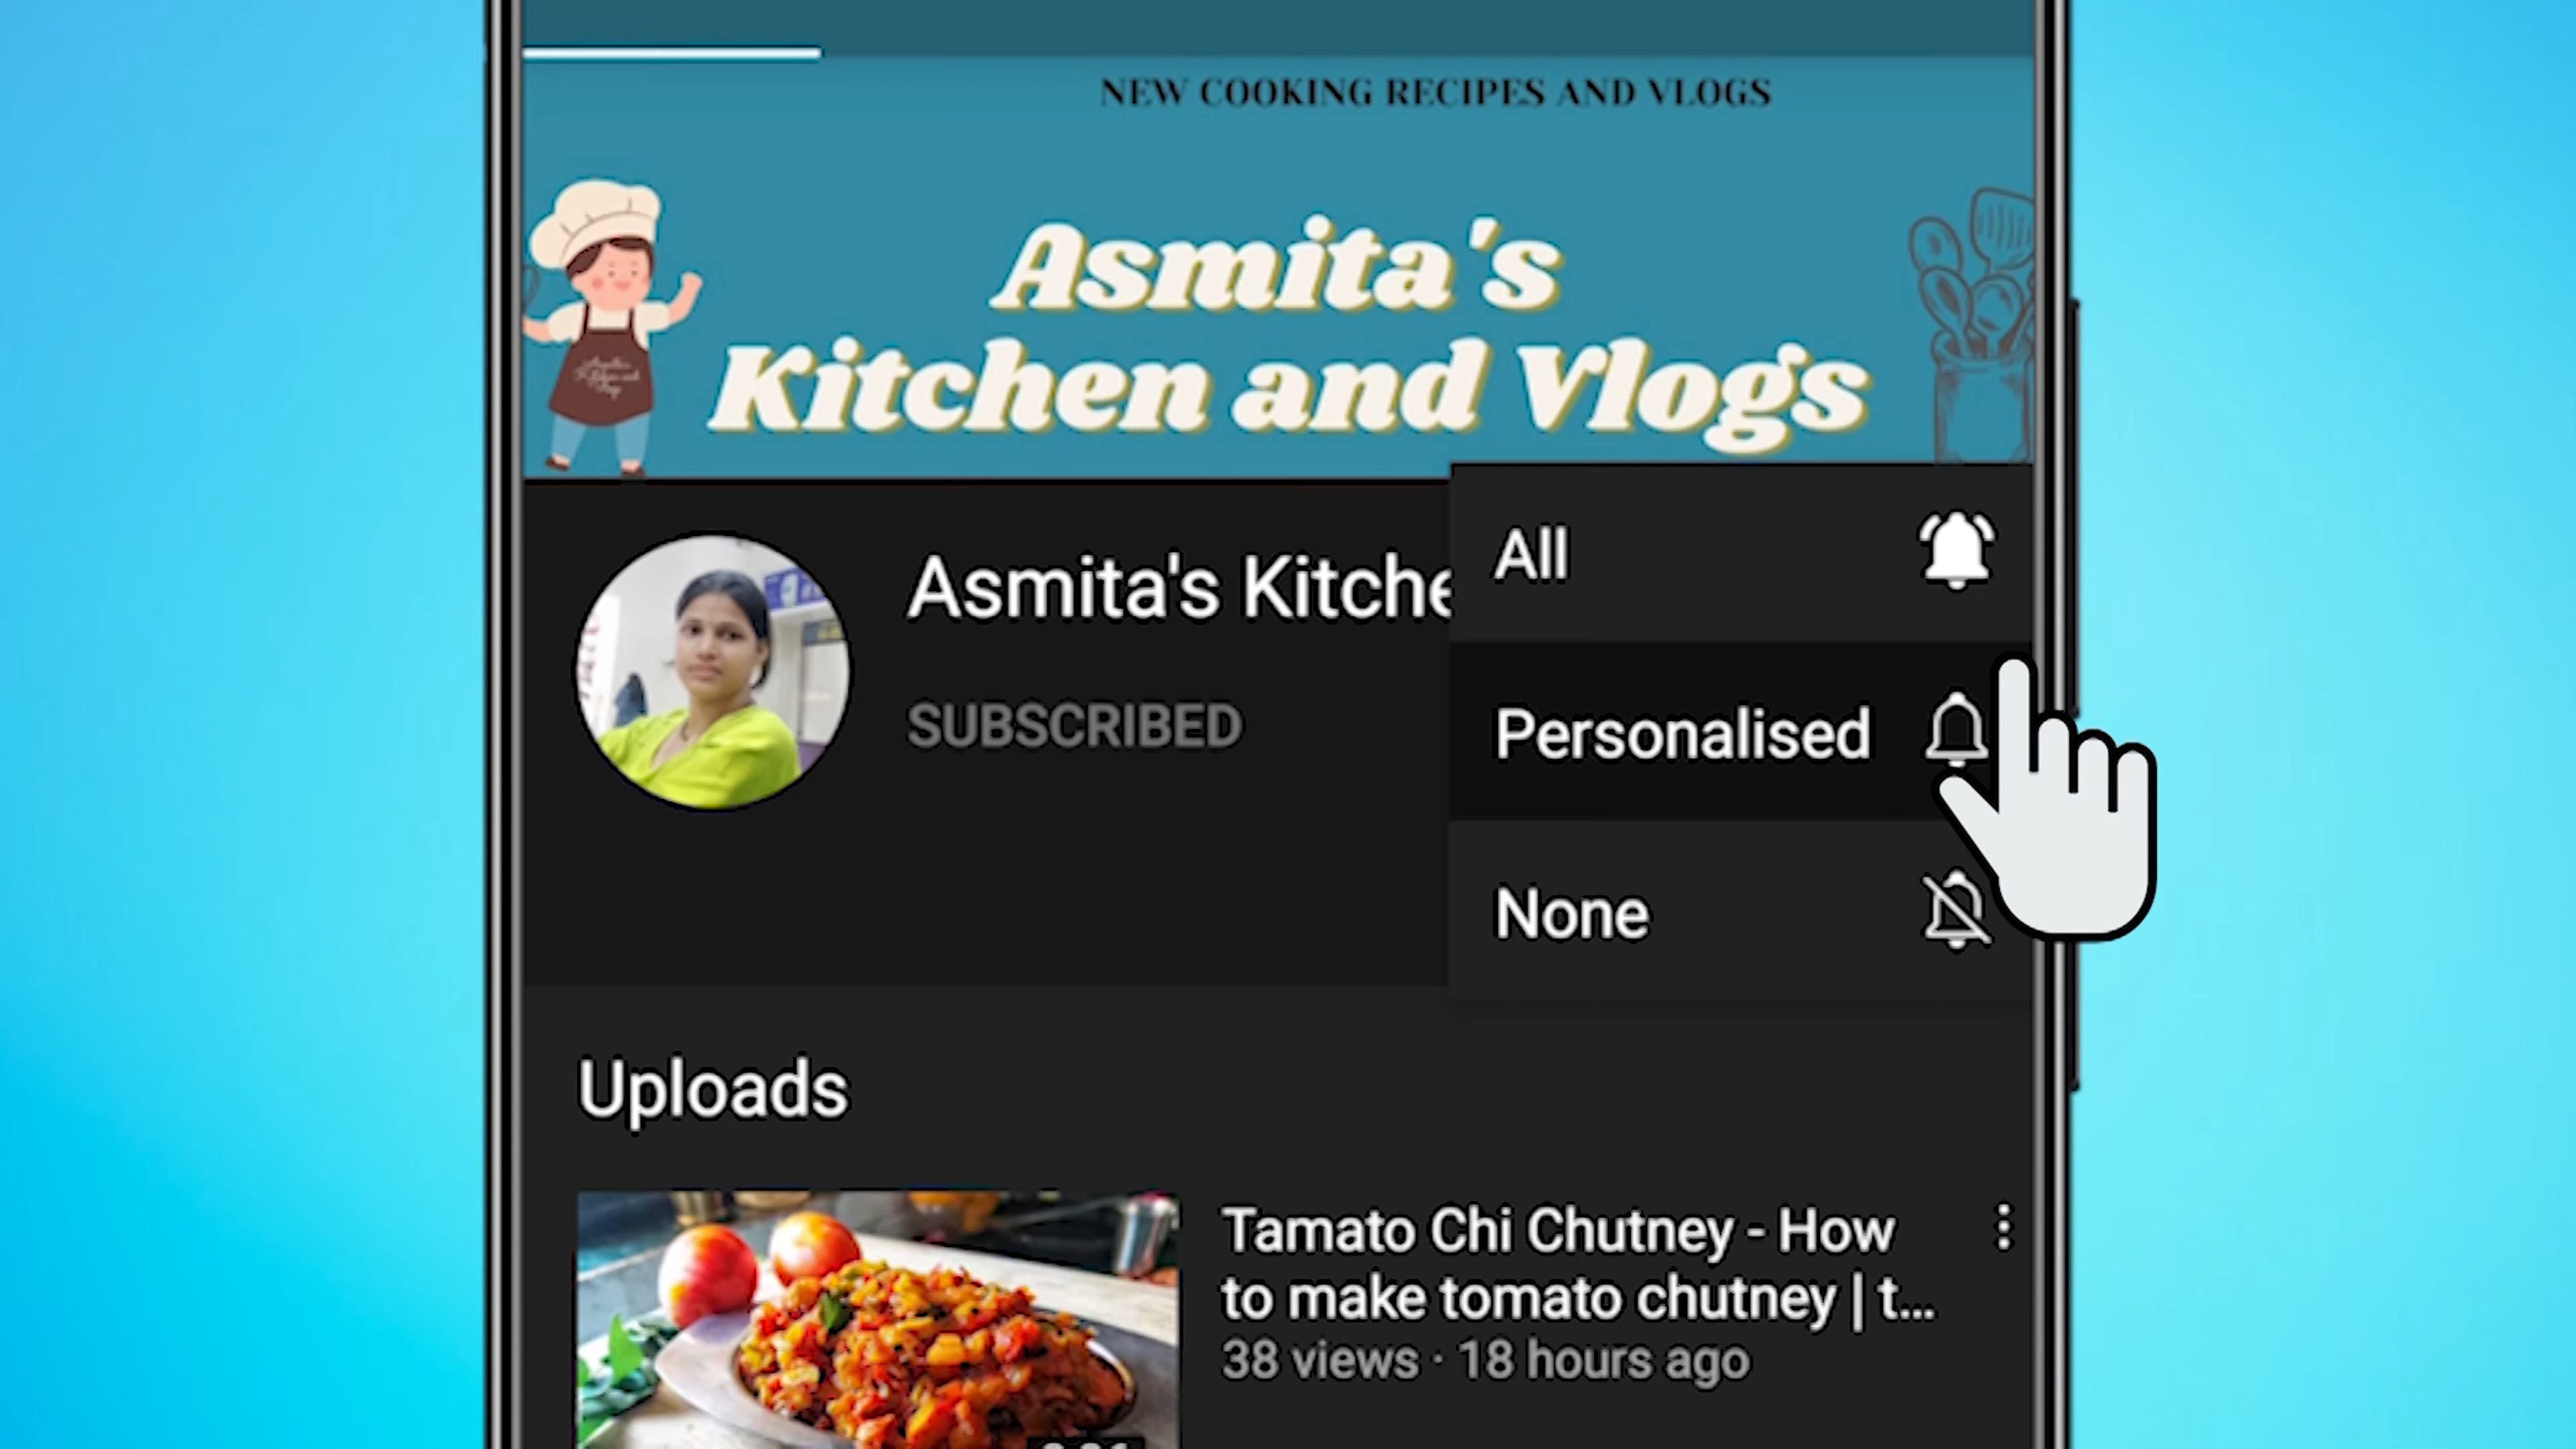 NEW COOKING RECIPES AND VLOGS
Asmita's
Kitchen and Vlogs
Asmita's Kitche
SUBSCRIBED
All
Personalised
None
Uploads
Tamato Chi Chutney - How
to make tomato chutney | t...
38 views · 18 hours ago